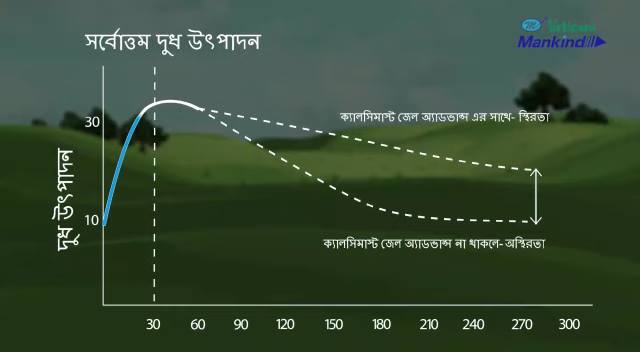 সর্বোত্তম দুধ উৎপাদন
Mankind
30
ক্যালসিমাস্ট জেল অ্যাডভান্স এর সাথে- স্থিরতা
দুধ উৎপাদন
10
ক্যালসিমাস্ট জেল অ্যাডভান্স না থাকলে- অস্থিরতা
30 60 90 120 150 180 210 240 270 300